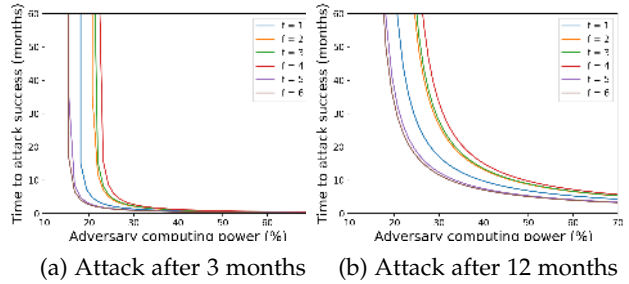 60
50
40
30
20
10
0
10 20 30 40 50 60
Time to attack success (months)
Adversary computing power (%)
f = 1
f = 2
f = 3
f = 4
f = 5
f = 6
(a) Attack after 3 months
60
50
40
30
20
10
0
10 20 30 40 50 60 70
Time to attack success (months)
Adversary computing power (%)
f = 1
f = 2
f = 3
f = 4
f = 5
f = 6
(b) Attack after 12 months